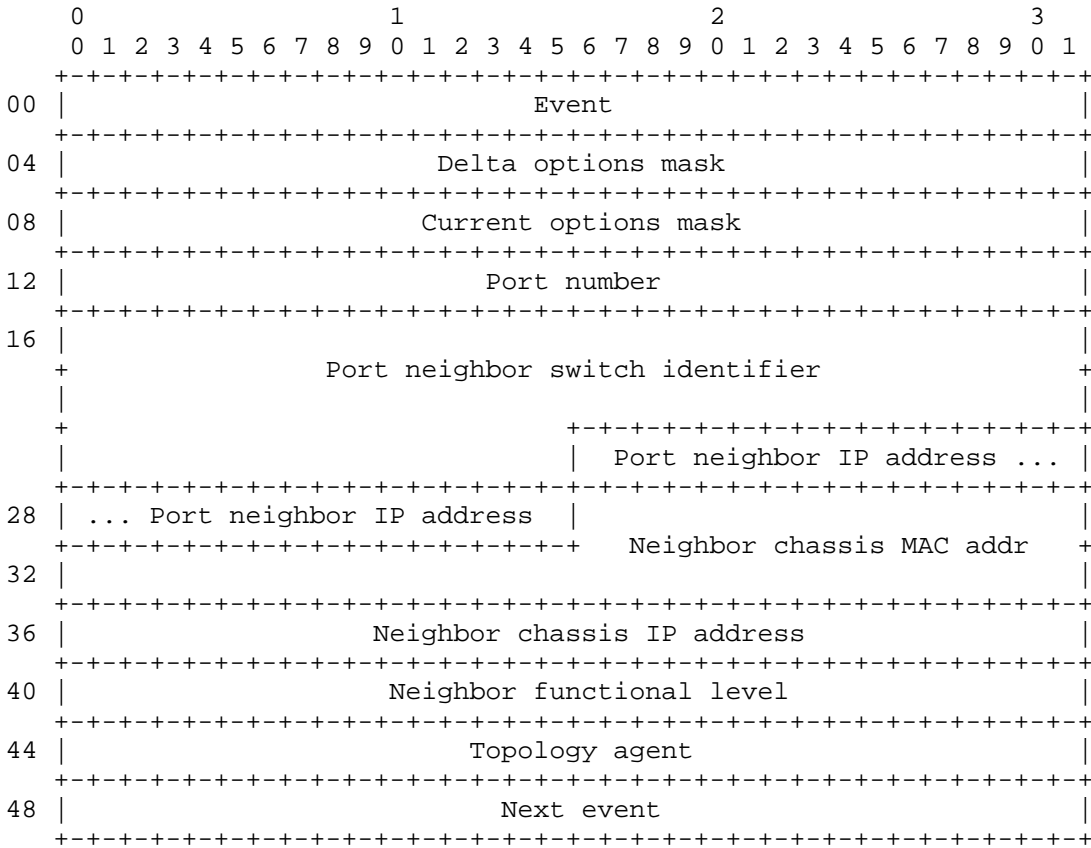 0                   1                   2                   3
0 1 2 3 4 5 6 7 8 9 0 1 2 3 4 5 6 7 8 9 0 1 2 3 4 5 6 7 8 9 0 1
+-+-+-+-+-+-+-+-+-+-+-+-+-+-+-+-+-+-+-+-+-+-+-+-+-+-+-+-+-+-+-+-+
00 | Event |
+-+-+-+-+-+-+-+-+-+-+-+-+-+-+-+-+-+-+-+-+-+-+-+-+-+-+-+-+-+-+-+-+
04 | Delta options mask |
+-+-+-+-+-+-+-+-+-+-+-+-+-+-+-+-+-+-+-+-+-+-+-+-+-+-+-+-+-+-+-+-+
08 | Current options mask |
+-+-+-+-+-+-+-+-+-+-+-+-+-+-+-+-+-+-+-+-+-+-+-+-+-+-+-+-+-+-+-+-+
12 | Port number |
+-+-+-+-+-+-+-+-+-+-+-+-+-+-+-+-+-+-+-+-+-+-+-+-+-+-+-+-+-+-+-+-+
16 | |
+ Port neighbor switch identifier +
| |
+ +-+-+-+-+-+-+-+-+-+-+-+-+-+-+-+-+
| | Port neighbor IP address ... |
+-+-+-+-+-+-+-+-+-+-+-+-+-+-+-+-+-+-+-+-+-+-+-+-+-+-+-+-+-+-+-+-+
28 | ... Port neighbor IP address | |
+-+-+-+-+-+-+-+-+-+-+-+-+-+-+-+-+ Neighbor chassis MAC addr +
32 | |
+-+-+-+-+-+-+-+-+-+-+-+-+-+-+-+-+-+-+-+-+-+-+-+-+-+-+-+-+-+-+-+-+
36 | Neighbor chassis IP address |
+-+-+-+-+-+-+-+-+-+-+-+-+-+-+-+-+-+-+-+-+-+-+-+-+-+-+-+-+-+-+-+-+
40 | Neighbor functional level |
+-+-+-+-+-+-+-+-+-+-+-+-+-+-+-+-+-+-+-+-+-+-+-+-+-+-+-+-+-+-+-+-+
44 | Topology agent |
+-+-+-+-+-+-+-+-+-+-+-+-+-+-+-+-+-+-+-+-+-+-+-+-+-+-+-+-+-+-+-+-+
48 | Next event |
+-+-+-+-+-+-+-+-+-+-+-+-+-+-+-+-+-+-+-+-+-+-+-+-+-+-+-+-+-+-+-+-+